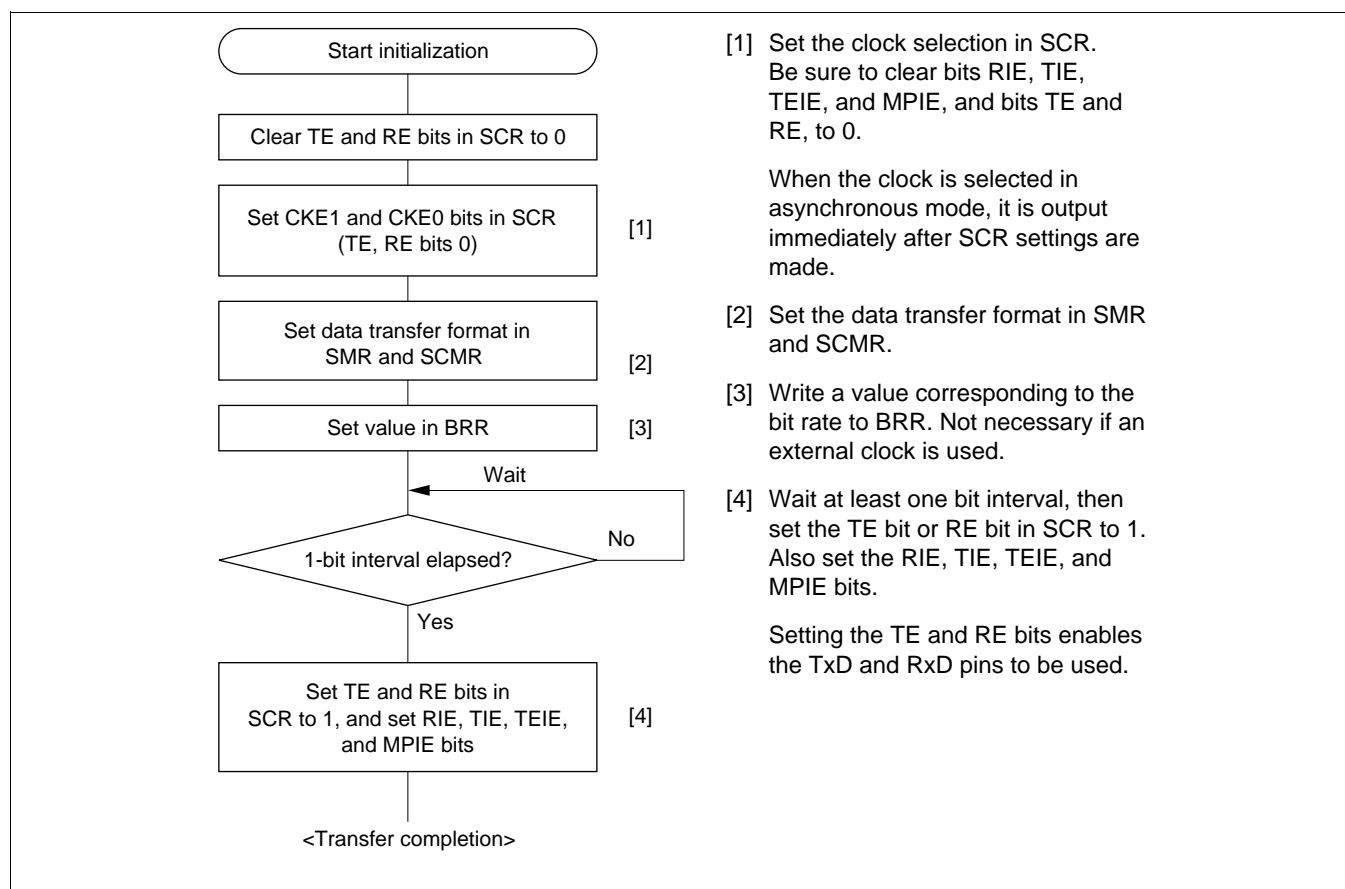 Start initialization
Clear TE and RE bits in SCR to 0
Set CKE1 and CKE0 bits in SCR
(TE, RE bits 0)
[1]
Set data transfer format in
SMR and SCMR
[2]
Set value in BRR
[3]
Wait
1-bit interval elapsed?
No
Yes
Set TE and RE bits in
SCR to 1, and set RIE, TIE, TEIE,
and MPIE bits
[4]
<Transfer completion>
[1] Set the clock selection in SCR.
Be sure to clear bits RIE, TIE,
TEIE, and MPIE, and bits TE and
RE, to 0.
When the clock is selected in
asynchronous mode, it is output
immediately after SCR settings are
made.
[2] Set the data transfer format in SMR
and SCMR.
[3] Write a value corresponding to the
bit rate to BRR. Not necessary if an
external clock is used.
[4] Wait at least one bit interval, then
set the TE bit or RE bit in SCR to 1.
Also set the RIE, TIE, TEIE, and
MPIE bits.
Setting the TE and RE bits enables
the TxD and RxD pins to be used.